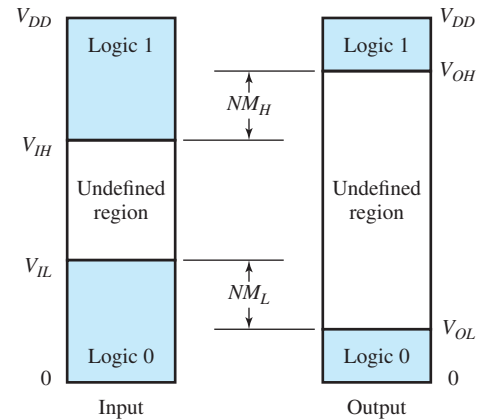 V_DD
Logic 1
V_IH
Undefined
region
V_IL
Logic 0
0
Input
NM_H
NM_L
V_DD
Logic 1
V_OH
Undefined
region
V_OL
Logic 0
0
Output